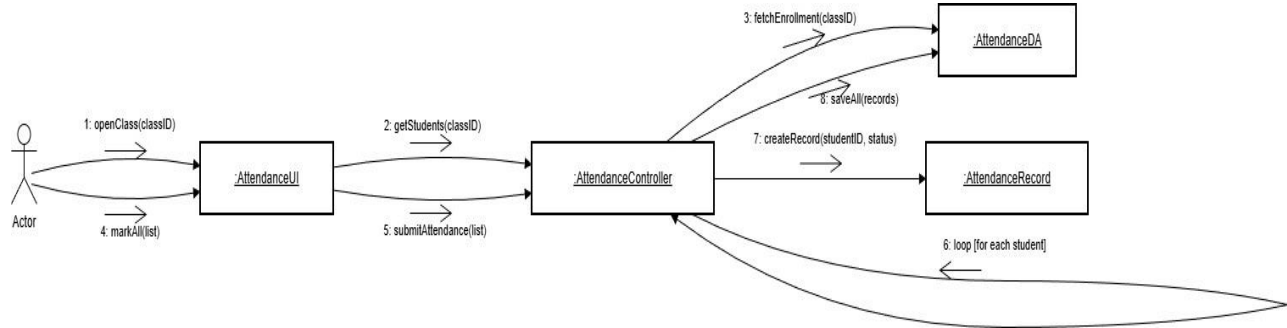 3: fetchEnrollment(classID)
:AttendanceDA
8: saveAll(records)
1: openClass(classID)
2: getStudents(classID)
7: createRecord(studentID, status)
:AttendanceUI
:AttendanceController
:AttendanceRecord
Actor
4: markAll(list)
5: submitAttendance(list)
6: loop [for each student]